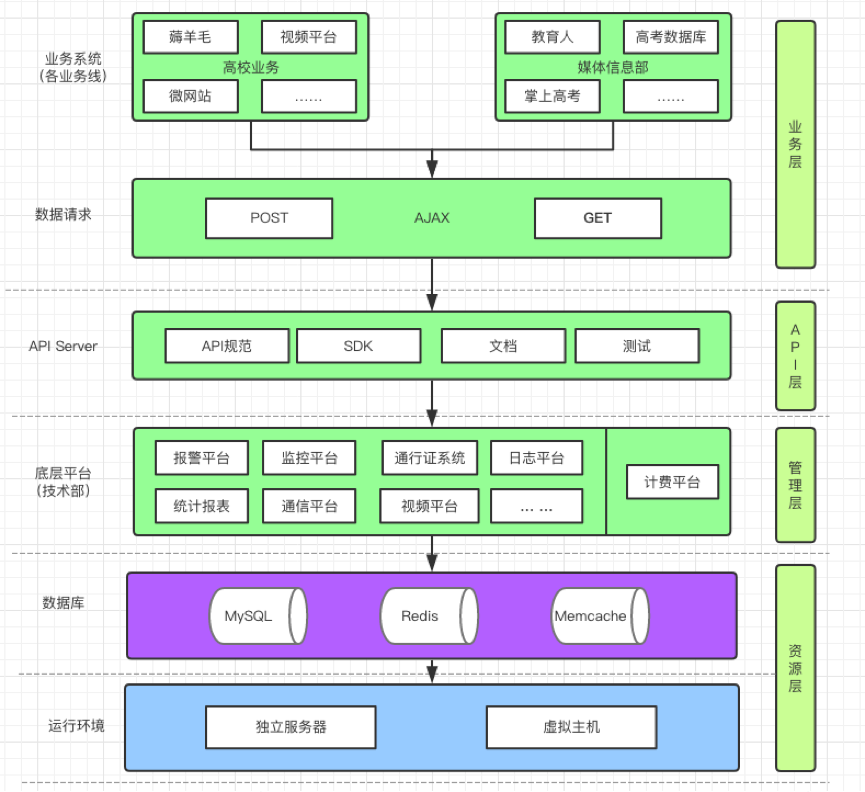 业务系统
(各业务线)
薅羊毛
视频平台
高校业务
微网站
......
教育人
高考数据库
媒体信息部
掌上高考
......
业务层
数据请求
POST
AJAX
GET
API Server
API规范
SDK
文档
测试
API层
底层平台
(技术部)
报警平台
监控平台
通行证系统
日志平台
统计报表
通信平台
视频平台
... ...
计费平台
管理层
数据库
MySQL
Redis
Memcache
资源层
运行环境
独立服务器
虚拟主机